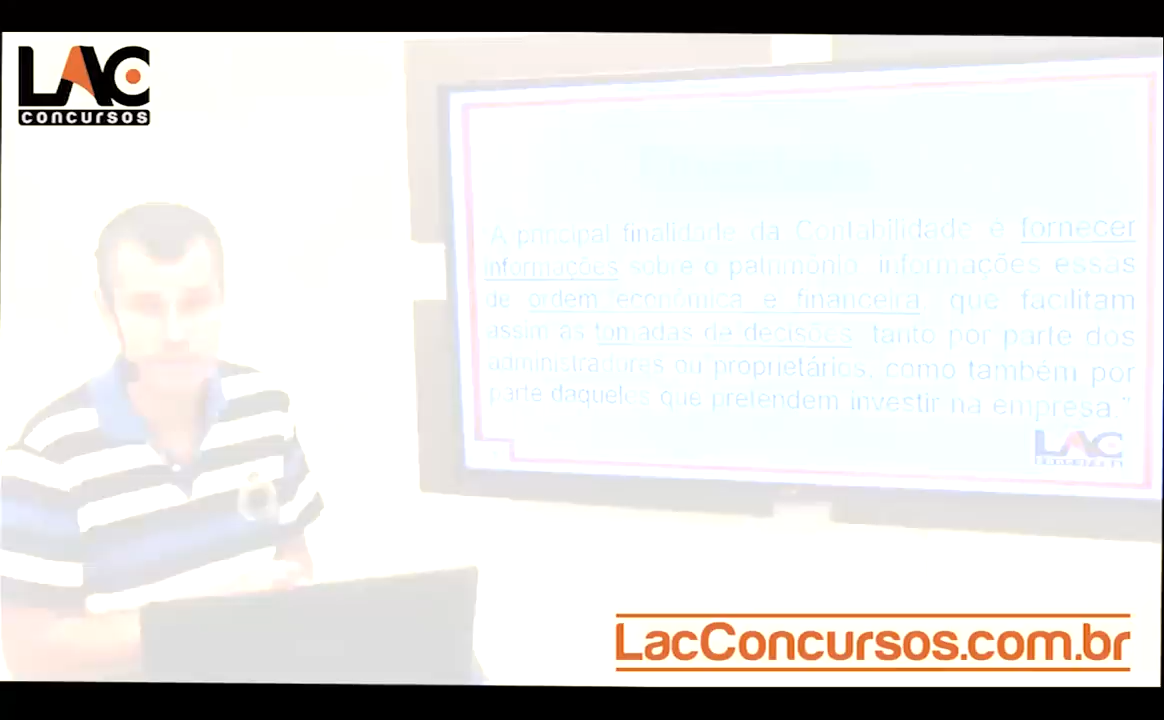 LAC
concursos
"A principal finalidade da Contabilidade é fornecer
informações sobre o patrimônio, informações essas
de ordem econômica e financeira, que facilitam
assim as tomadas de decisões, tanto por parte dos
administradores ou proprietários, como também por
parte daqueles que pretendem investir na empresa."
LAC
LacConcursos.com.br